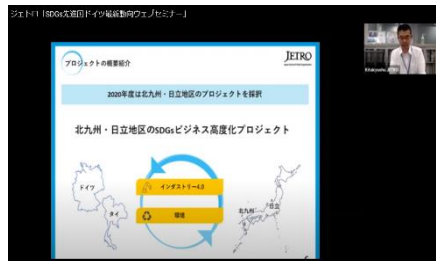 ジェトロ「SDGs先進国ドイツ最新動向ウェブセミナー」
プロジェクトの概要紹介
JETRO
Kitakyushu JETRO
2020年度は北九州・日立地区のプロジェクトを採択
北九州・日立地区のSDGsビジネス高度化プロジェクト
ドイツ
インダストリー4.0
タイ
環境
北九州
日立